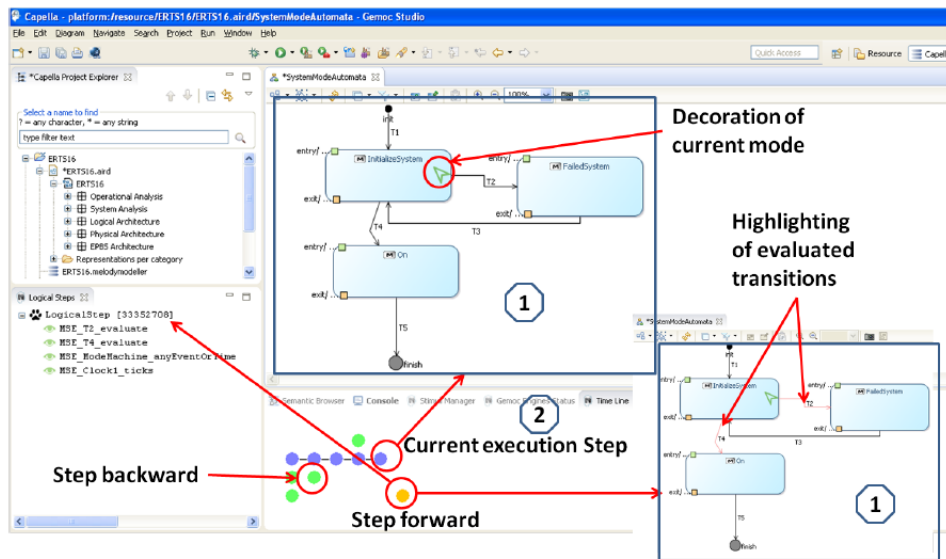 Capella - platform:/resource/ERTS16/ERTS16.aird/SystemModeAutomata - Gemoc Studio
File Edit Diagram Navigate Search Project Run Window Help
Quick Access
Resource
Capella
*Capella Project Explorer
Select a name to find
? = any character, * = any string
type filter text
ERTS16
*ERTS16.aird
ERTS16
Operational Analysis
System Analysis
Logical Architecture
Physical Architecture
EPBS Architecture
Representations per category
ERTS16.melodymodeller
Logical Steps
LogicalStep [33352708]
MSE_T2_evaluate
MSE_T4_evaluate
MSE_ModeMachine_anyEventOrTime
MSE_Clock1_ticks
*SystemModeAutomata
100%
init
T1
entry/ ...
InitializeSystem
exit/ ...
T2
entry/ ...
FailedSystem
exit/ ...
T3
T4
entry/ ...
On
exit/ ...
T5
finish
1
Decoration of
current mode
Highlighting
of evaluated
transitions
Semantic Browser
Console
Gemoc Engines Status
Time Line
2
Current execution Step
Step backward
Step forward
*SystemModeAutomata
init
T1
entry/ ...
InitializeSystem
exit/ ...
T2
entry/ ...
FailedSystem
exit/ ...
T3
T4
entry/ ...
On
exit/ ...
T5
finish
1